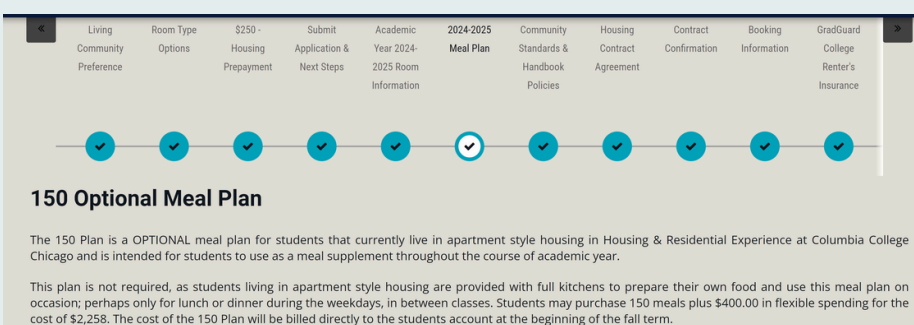 «
Living Community Preference
Room Type Options
$250 - Housing Prepayment
Submit Application & Next Steps
Academic Year 2024-2025 Room Information
2024-2025 Meal Plan
Community Standards & Handbook Policies
Housing Contract Agreement
Contract Confirmation
Booking Information
GradGuard College Renter's Insurance
»
150 Optional Meal Plan
The 150 Plan is a OPTIONAL meal plan for students that currently live in apartment style housing in Housing & Residential Experience at Columbia College
Chicago and is intended for students to use as a meal supplement throughout the course of academic year.
This plan is not required, as students living in apartment style housing are provided with full kitchens to prepare their own food and use this meal plan on
occasion; perhaps only for lunch or dinner during the weekdays, in between classes. Students may purchase 150 meals plus $400.00 in flexible spending for the
cost of $2,258. The cost of the 150 Plan will be billed directly to the students account at the beginning of the fall term.